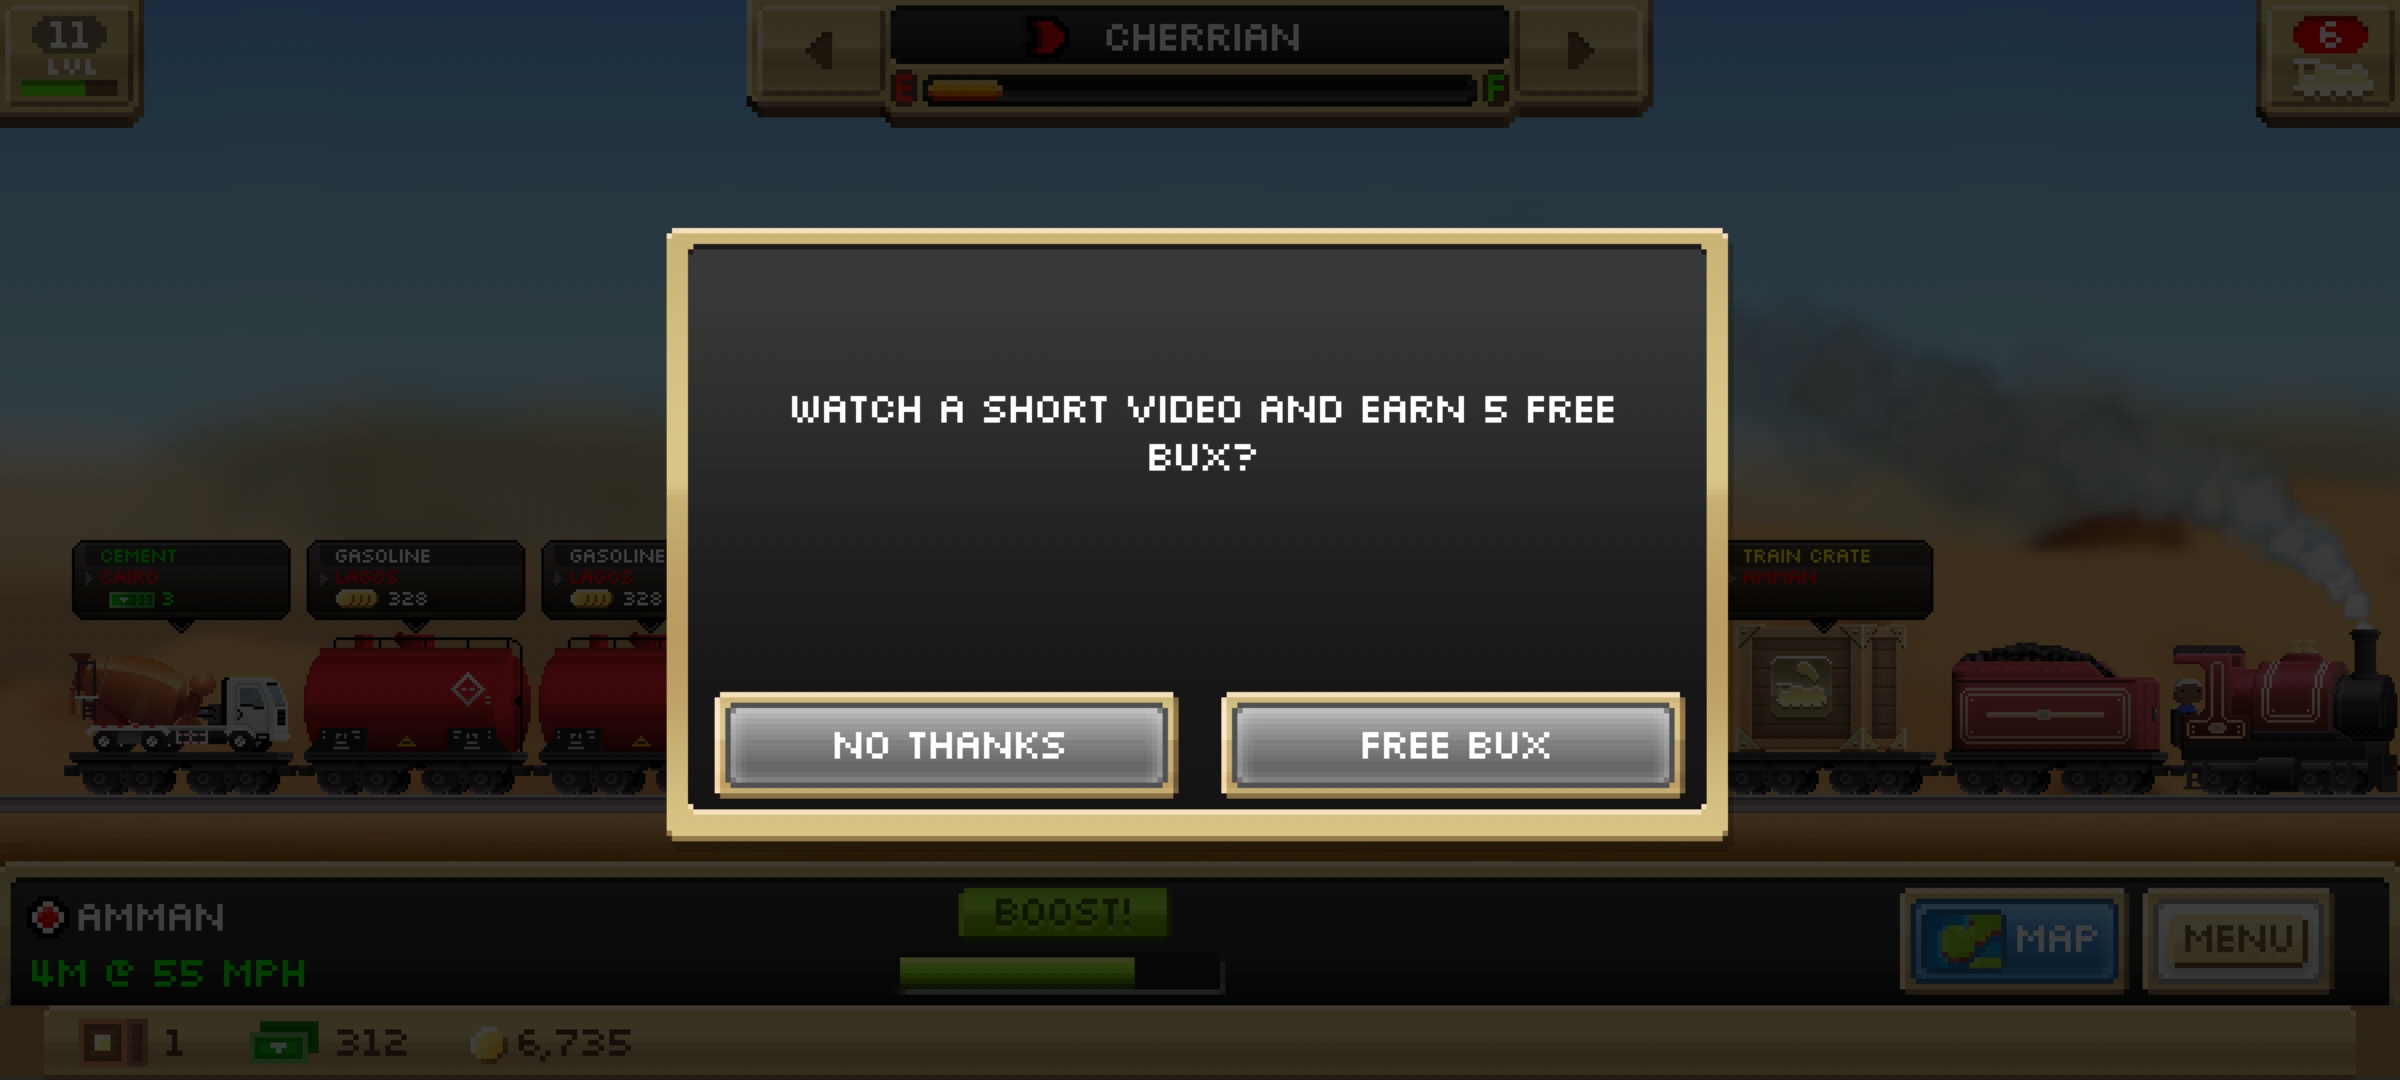 11
LVL
CHERRIAN
E
F
6
WATCH A SHORT VIDEO AND EARN 5 FREE
BUX?
CEMENT
CAIRO
3
GASOLINE
LAGOS
328
GASOLINE
LAGOS
328
TRAIN CRATE
AMMAN
NO THANKS
FREE BUX
AMMAN
4M @ 55 MPH
BOOST!
MAP
MENU
1
312
6,735